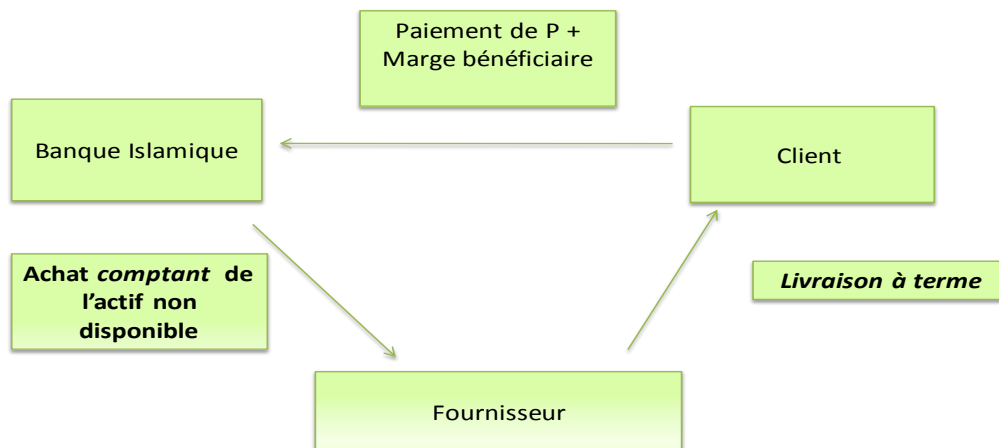 Paiement de P +
Marge bénéficiaire
Banque Islamique
Client
Achat comptant de
l'actif non
disponible
Livraison à terme
Fournisseur